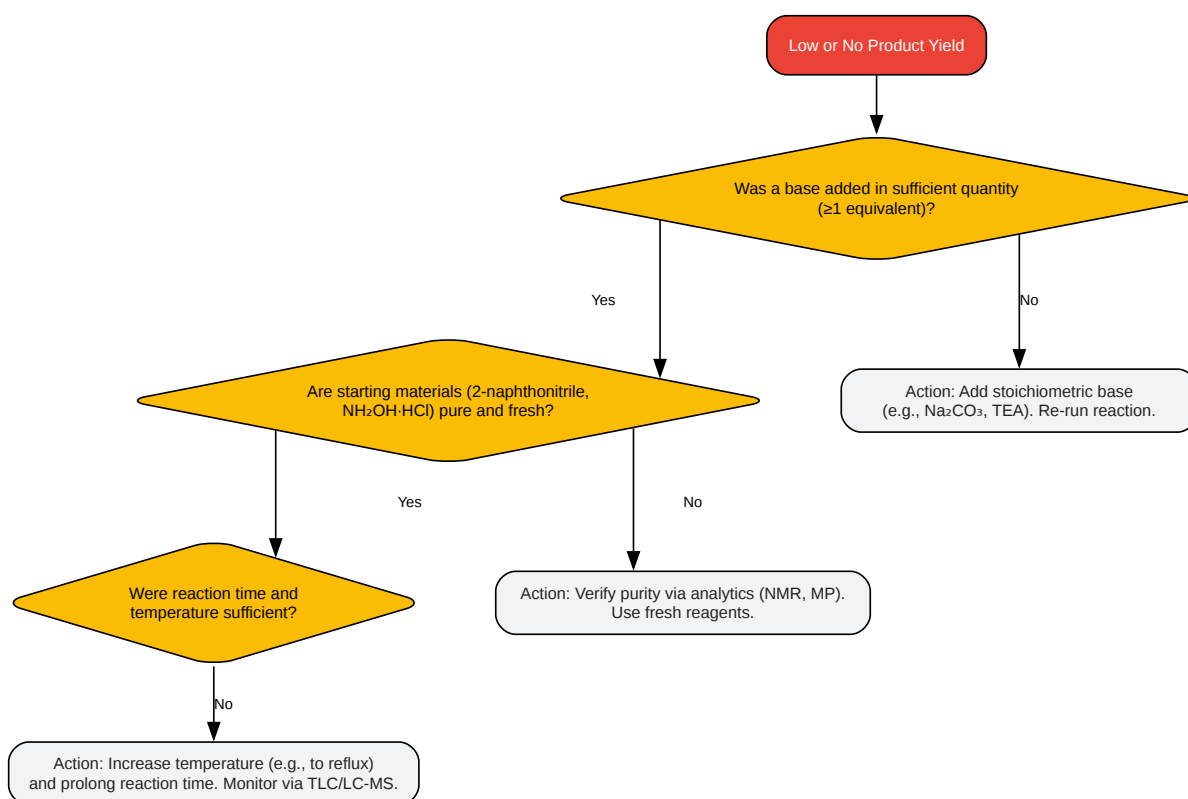 Low or No Product Yield
Was a base added in sufficient quantity
(≥1 equivalent)?
Yes
No
Are starting materials (2-naphthonitrile,
NH₂OH·HCl) pure and fresh?
Action: Add stoichiometric base
(e.g., Na₂CO₃, TEA). Re-run reaction.
Yes
No
Were reaction time and
temperature sufficient?
Action: Verify purity via analytics (NMR, MP).
Use fresh reagents.
No
Action: Increase temperature (e.g., to reflux)
and prolong reaction time. Monitor via TLC/LC-MS.